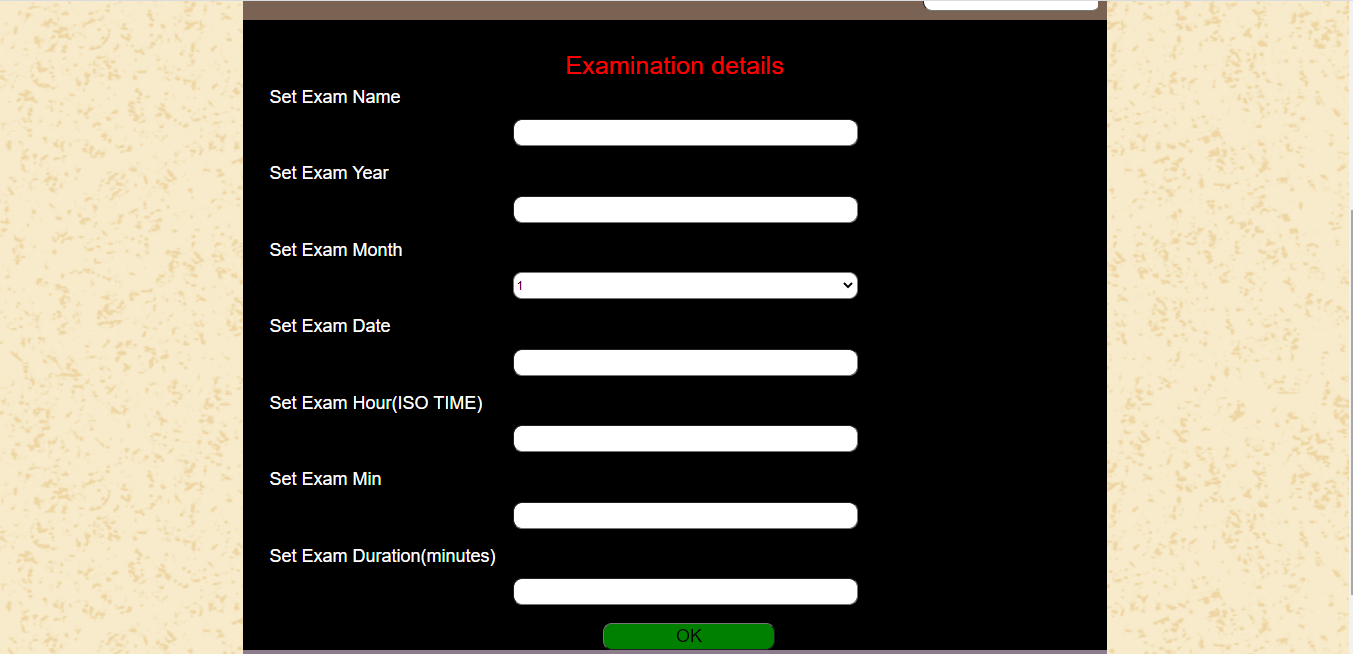 Examination details
Set Exam Name
Set Exam Year
Set Exam Month
1
Set Exam Date
Set Exam Hour(ISO TIME)
Set Exam Min
Set Exam Duration(minutes)
OK